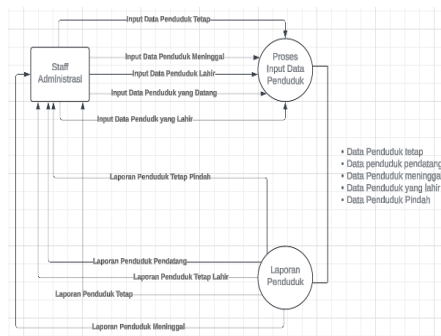 Input Data Penduduk Tetap
Staff
Administrasi
Input Data Penduduk Meninggal
Input Data Penduduk Lahir
Input Data Penduduk yang Datang
Input Data Pendudk yang Lahir
Proses
Input Data
Penduduk
• Data Penduduk tetap
• Data penduduk pendatang
• Data Penduduk meninggal
• Data Penduduk yang lahir
• Data Penduduk Pindah
Laporan Penduduk Tetap Pindah
Laporan Penduduk Pendatang
Laporan Penduduk Tetap Lahir
Laporan Penduduk Tetap
Laporan Penduduk Meninggal
Laporan
Penduduk